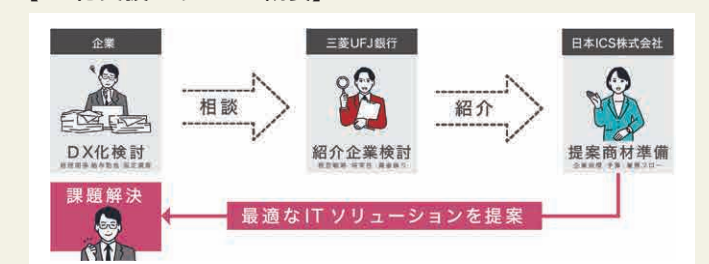 企業
三菱UFJ銀行
日本ICS株式会社
相談
紹介
DX化検討
紹介企業検討
提案商材準備
課題解決
最適なITソリューションを提案